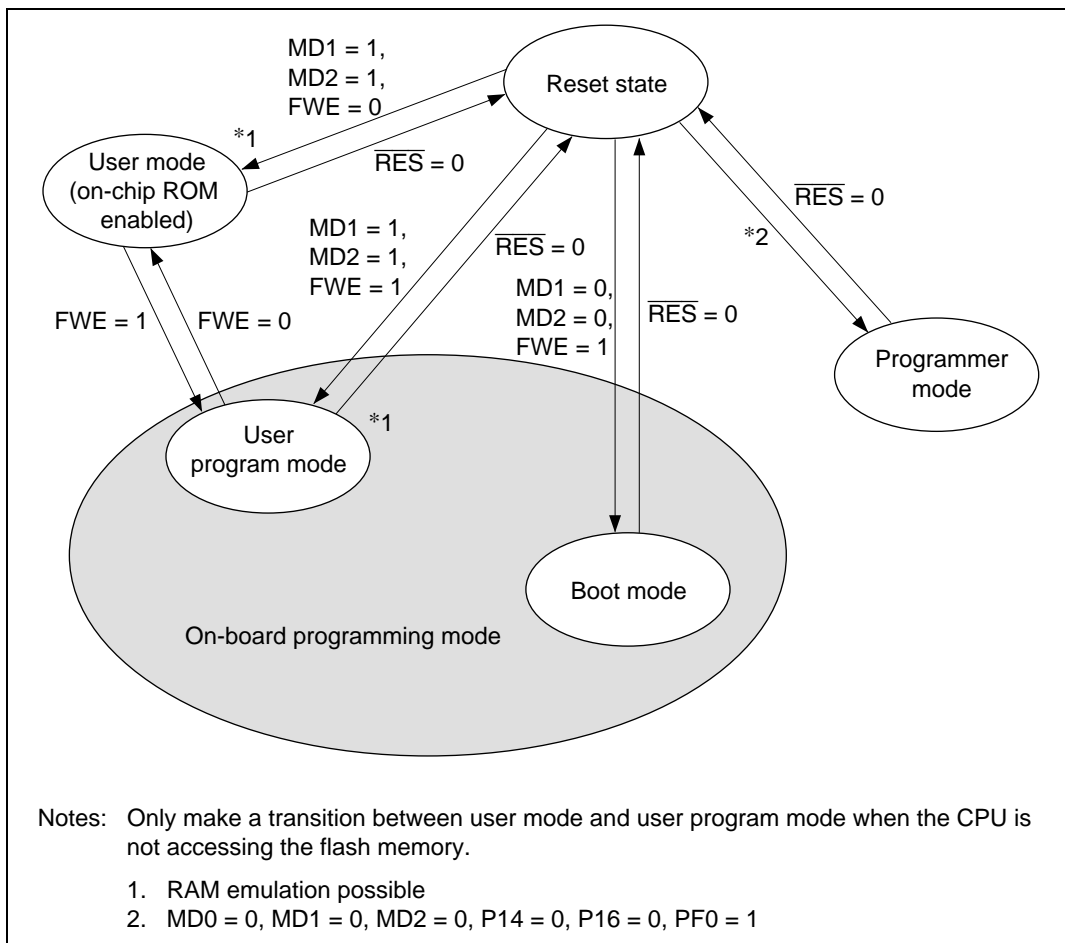 MD1 = 1,
MD2 = 1,
FWE = 0
Reset state
*1
User mode
(on-chip ROM
enabled)
RES = 0
RES = 0
*2
MD1 = 1,
MD2 = 1,
FWE = 1
RES = 0
MD1 = 0,
MD2 = 0,
FWE = 1
RES = 0
FWE = 1
FWE = 0
Programmer
mode
*1
User
program mode
Boot mode
On-board programming mode
Notes: Only make a transition between user mode and user program mode when the CPU is
not accessing the flash memory.
1. RAM emulation possible
2. MD0 = 0, MD1 = 0, MD2 = 0, P14 = 0, P16 = 0, PF0 = 1